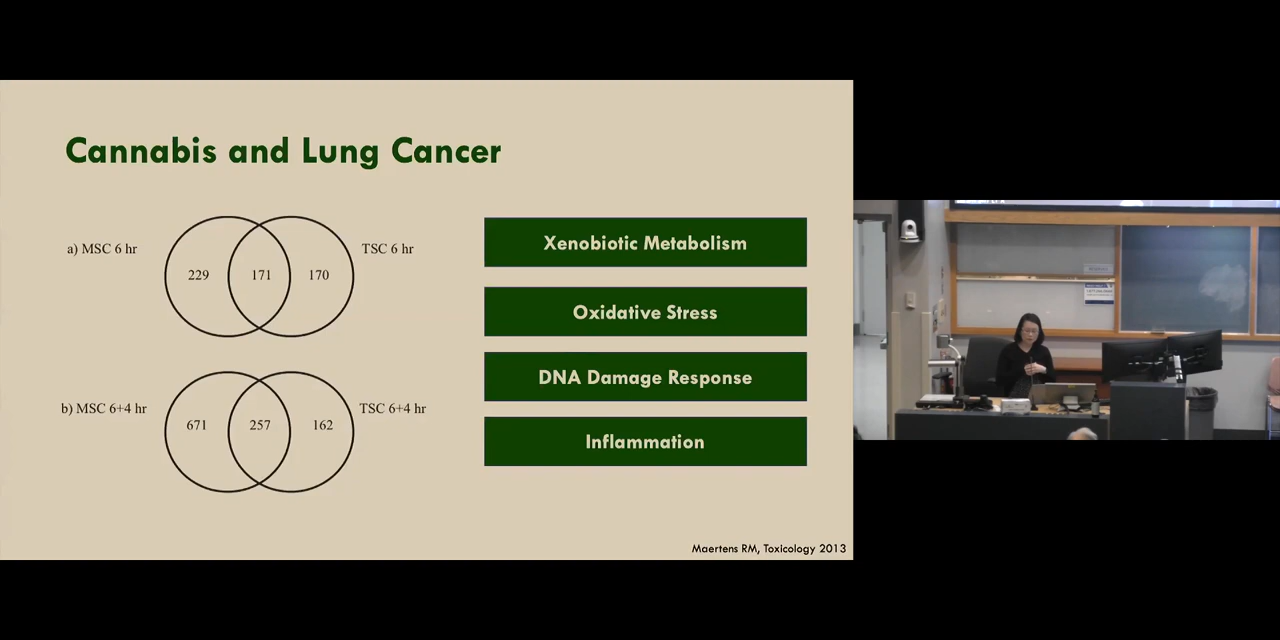 Cannabis and Lung Cancer
a) MSC 6 hr
229
171
170
TSC 6 hr
b) MSC 6+4 hr
671
257
162
TSC 6+4 hr
Xenobiotic Metabolism
Oxidative Stress
DNA Damage Response
Inflammation
Maertens RM, Toxicology 2013